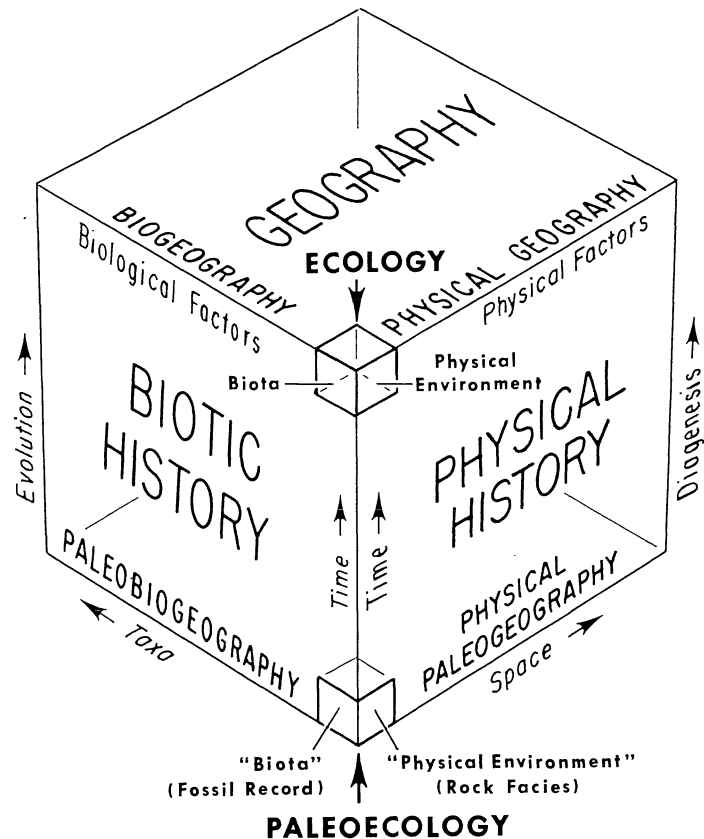 GEOGRAPHY
BIOGEOGRAPHY
Biological Factors
ECOLOGY
PHYSICAL GEOGRAPHY
Physical Factors
Biota
Physical
Environment
BIOTIC
HISTORY
PHYSICAL
HISTORY
Evolution
Diagenesis
Time
Time
PALEOBIOGEOGRAPHY
Taxa
PHYSICAL
PALEOGEOGRAPHY
Space
"Biota"
(Fossil Record)
"Physical Environment"
(Rock Facies)
PALEOECOLOGY